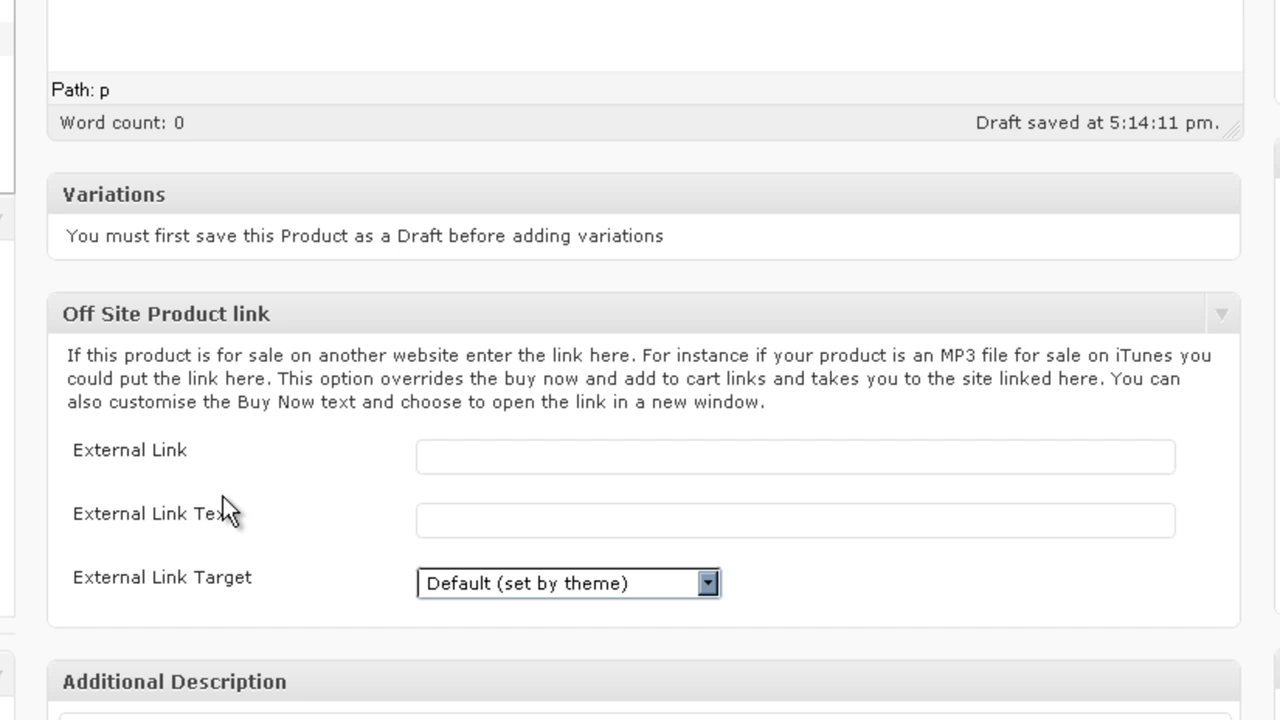 Path: p
Word count: 0
Draft saved at 5:14:11 pm.
Variations
You must first save this Product as a Draft before adding variations
Off Site Product link
If this product is for sale on another website enter the link here. For instance if your product is an MP3 file for sale on iTunes you
could put the link here. This option overrides the buy now and add to cart links and takes you to the site linked here. You can
also customise the Buy Now text and choose to open the link in a new window.
External Link
External Link Text
External Link Target
Default (set by theme)
Additional Description